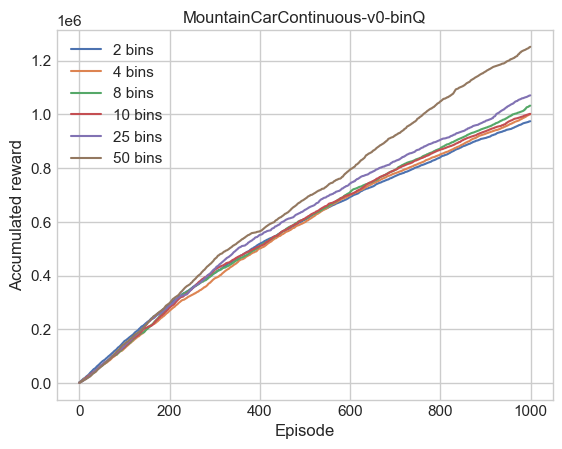 MountainCarContinuous-v0-binQ
1e6
1.2
1.0
0.8
0.6
0.4
0.2
0.0
Accumulated reward
2 bins
4 bins
8 bins
10 bins
25 bins
50 bins
0 200 400 600 800 1000
Episode